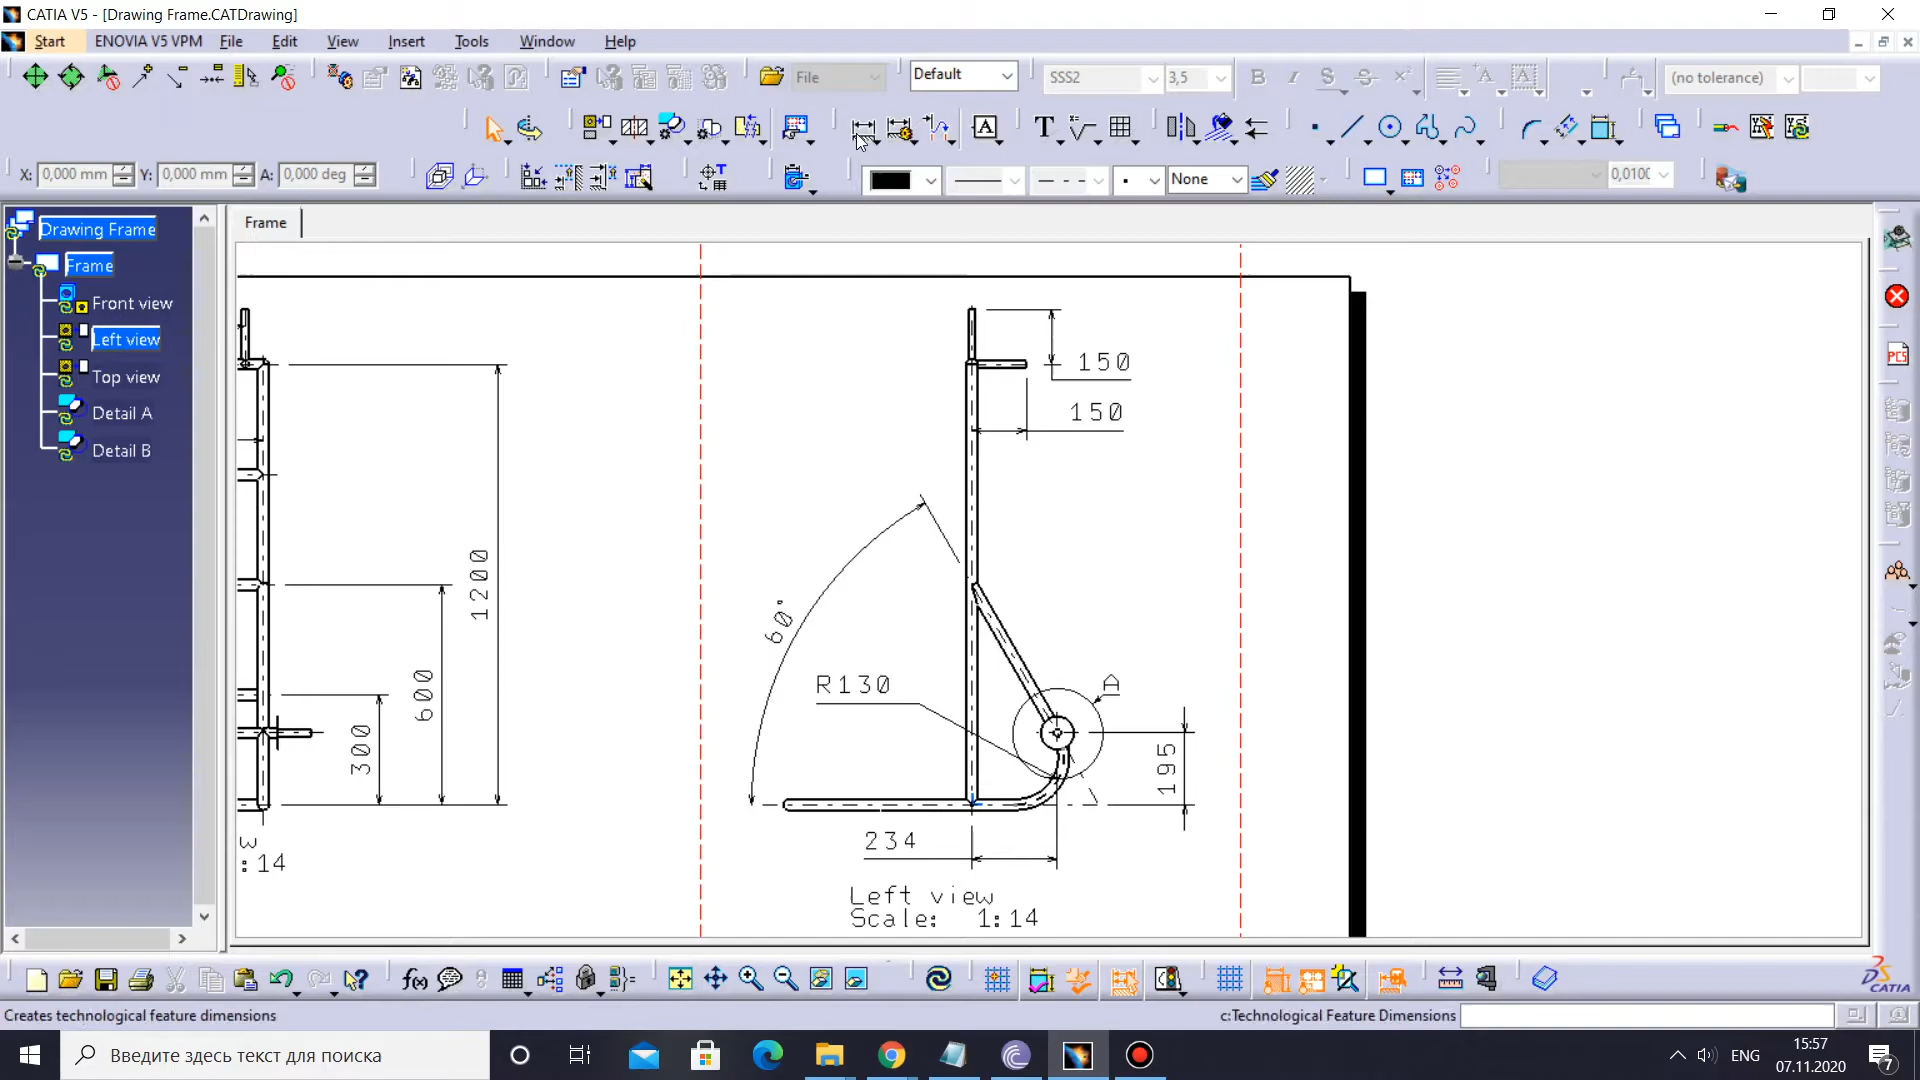 CATIA V5 - [Drawing Frame.CATDrawing]
Start ENOVIA V5 VPM File Edit View Insert Tools Window Help
File Default SSS2 3,5 B I S S (no tolerance)
X: 0,000 mm Y: 0,000 mm A: 0,000 deg None 0,010(
Drawing Frame
Frame
Front view
Left view
Top view
Detail A
Detail B
Frame
150
150
60°
R130
A
195
234
1200
600
300
w
:14
Left view
Scale: 1:14
CATIA
Creates technological feature dimensions
c:Technological Feature Dimensions
Введите здесь текст для поиска
ENG
15:57
07.11.2020
7